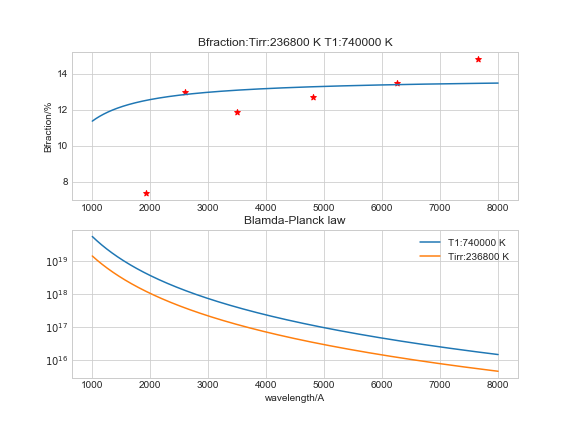 Bfraction:Tirr:236800 K T1:740000 K
Bfraction/%
14
12
10
8
1000 2000 3000 4000 5000 6000 7000 8000
Blamda-Planck law
T1:740000 K
Tirr:236800 K
10^19
10^18
10^17
10^16
1000 2000 3000 4000 5000 6000 7000 8000
wavelength/A